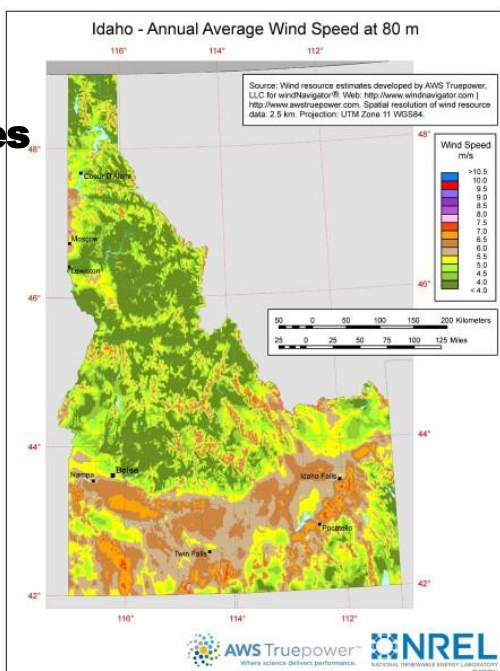 Idaho - Annual Average Wind Speed at 80 m
116° 114° 112°
Source: Wind resource estimates developed by AWS Truepower,
LLC for windNavigator®. Web: http://www.windnavigator.com |
http://www.awstruepower.com. Spatial resolution of wind resource
data: 2.5 km. Projection: UTM Zone 11 WGS84.
es
48° 48°
Wind Speed
m/s
>10.5
10.0
9.5
9.0
8.5
8.0
7.5
7.0
6.5
6.0
5.5
5.0
4.5
4.0
< 4.0
Coeur D'Alene
Moscow
Lewiston
46° 46°
50 0 50 100 150 200 Kilometers
25 0 25 50 75 100 125 Miles
44° 44°
Nampa
Boise
Idaho Falls
Pocatello
Twin Falls
42° 42°
116° 114° 112°
AWS Truepower™
Where science delivers performance.
NREL
NATIONAL RENEWABLE ENERGY LABORATORY